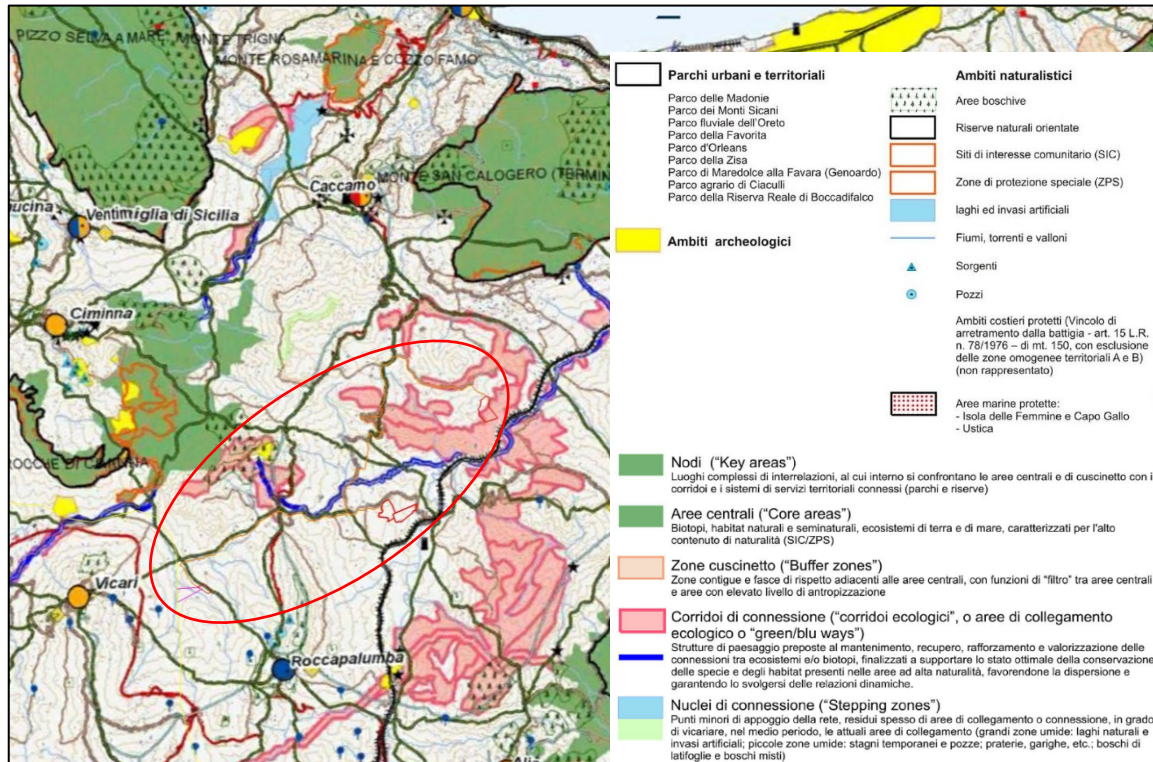 PIZZO SELVA A MARE, MONTE TRIGNA
MONTE ROSAMARINA E COZZO FAMO
Caccamo
MONTE SAN CALOGERO (TERMIN
ucina
Ventimiglia di Sicilia
Ciminna
ROCCHE DI CIMINNA
Vicari
Roccapalumba
Alia
Parchi urbani e territoriali
Parco delle Madonie
Parco dei Monti Sicani
Parco fluviale dell'Oreto
Parco della Favorita
Parco d'Orleans
Parco della Zisa
Parco di Maredolce alla Favara (Genoardo)
Parco agrario di Ciaculli
Parco della Riserva Reale di Boccadifalco
Ambiti archeologici
Ambiti naturalistici
Aree boschive
Riserve naturali orientate
Siti di interesse comunitario (SIC)
Zone di protezione speciale (ZPS)
laghi ed invasi artificiali
Fiumi, torrenti e valloni
Sorgenti
Pozzi
Ambiti costieri protetti (Vincolo di
arretramento dalla battigia - art. 15 L.R.
n. 78/1976 – di mt. 150, con esclusione
delle zone omogenee territoriali A e B)
(non rappresentato)
Aree marine protette:
- Isola delle Femmine e Capo Gallo
- Ustica
Nodi ("Key areas")
Luoghi complessi di interrelazioni, al cui interno si confrontano le aree centrali e di cuscinetto con i
corridoi e i sistemi di servizi territoriali connessi (parchi e riserve)
Aree centrali ("Core areas")
Biotopi, habitat naturali e seminaturali, ecosistemi di terra e di mare, caratterizzati per l'alto
contenuto di naturalità (SIC/ZPS)
Zone cuscinetto ("Buffer zones")
Zone contigue e fasce di rispetto adiacenti alle aree centrali, con funzioni di "filtro" tra aree centrali
e aree con elevato livello di antropizzazione
Corridoi di connessione ("corridoi ecologici", o aree di collegamento
ecologico o "green/blu ways")
Strutture di paesaggio preposte al mantenimento, recupero, rafforzamento e valorizzazione delle
connessioni tra ecosistemi e/o biotopi, finalizzati a supportare lo stato ottimale della conservazione
delle specie e degli habitat presenti nelle aree ad alta naturalità, favorendone la dispersione e
garantendo lo svolgersi delle relazioni dinamiche.
Nuclei di connessione ("Stepping zones")
Punti minori di appoggio della rete, residui spesso di aree di collegamento o connessione, in grado
di vicariare, nel medio periodo, le attuali aree di collegamento (grandi zone umide: laghi naturali e
invasi artificiali; piccole zone umide: stagni temporanei e pozze; praterie, garighe, etc.; boschi di
latifoglie e boschi misti)